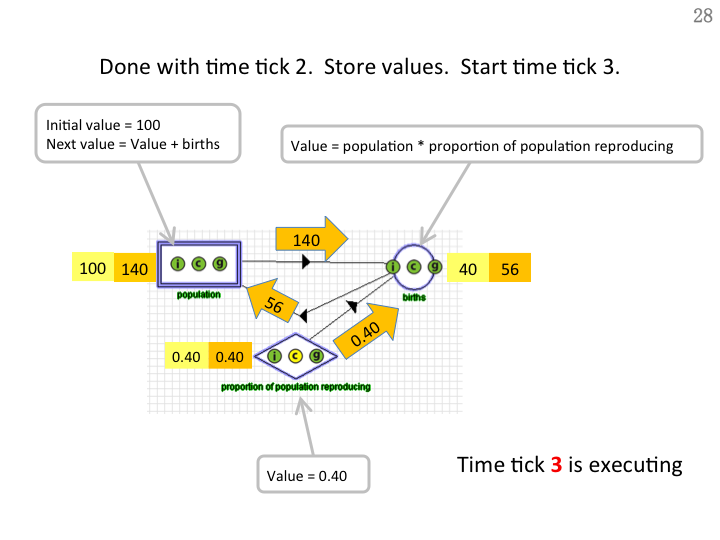 28
Done with time tick 2.  Store values.  Start time tick 3.
Initial value = 100
Next value = Value + births
Value = population * proportion of population reproducing
140
100 140
i c g
population
i c g
births
40 56
56
0.40
0.40 0.40
i c g
proportion of population reproducing
Value = 0.40
Time tick 3 is executing